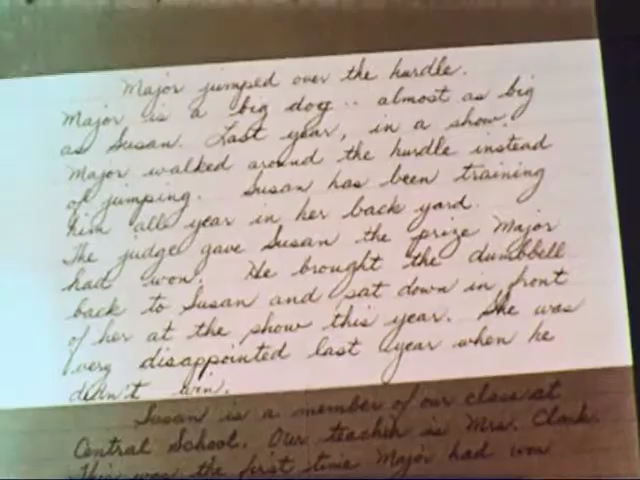 Major jumped over the hurdle.
Major is a big dog .. almost as big
as Susan. Last year, in a show,
Major walked around the hurdle instead
of jumping. Susan has been training
him all year in her back yard.
The judge gave Susan the prize Major
had won. He brought the dumbbell
back to Susan and sat down in front
of her at the show this year. She was
very disappointed last year when he
didn't win.
Susan is a member of our class at
Central School. Our teacher is Mrs. Clark.
This was the first time Major had won